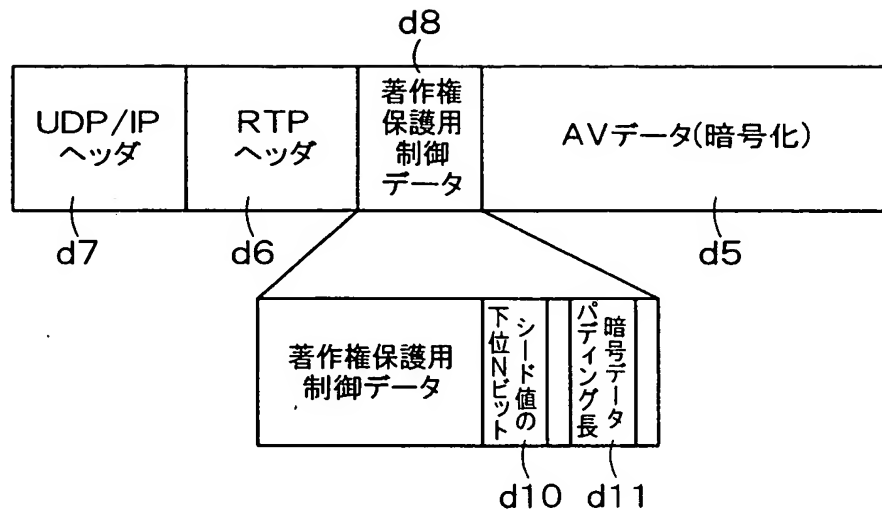 d8
UDP/IP
ヘッダ
RTP
ヘッダ
著作権
保護用
制御
データ
AVデータ(暗号化)
d7
d6
d5
著作権保護用
制御データ
シード値の
下位Nビット
暗号データ
パディング長
d10
d11